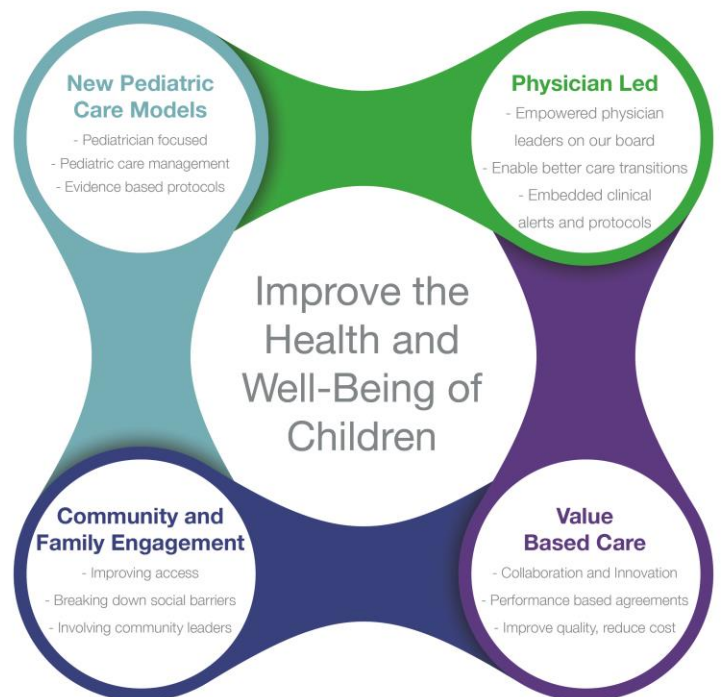 New Pediatric
Care Models
- Pediatrician focused
- Pediatric care management
- Evidence based protocols
Physician Led
- Empowered physician
leaders on our board
- Enable better care transitions
- Embedded clinical
alerts and protocols
Improve the
Health and
Well-Being of
Children
Community and
Family Engagement
- Improving access
- Breaking down social barriers
- Involving community leaders
Value
Based Care
- Collaboration and Innovation
- Performance based agreements
- Improve quality, reduce cost